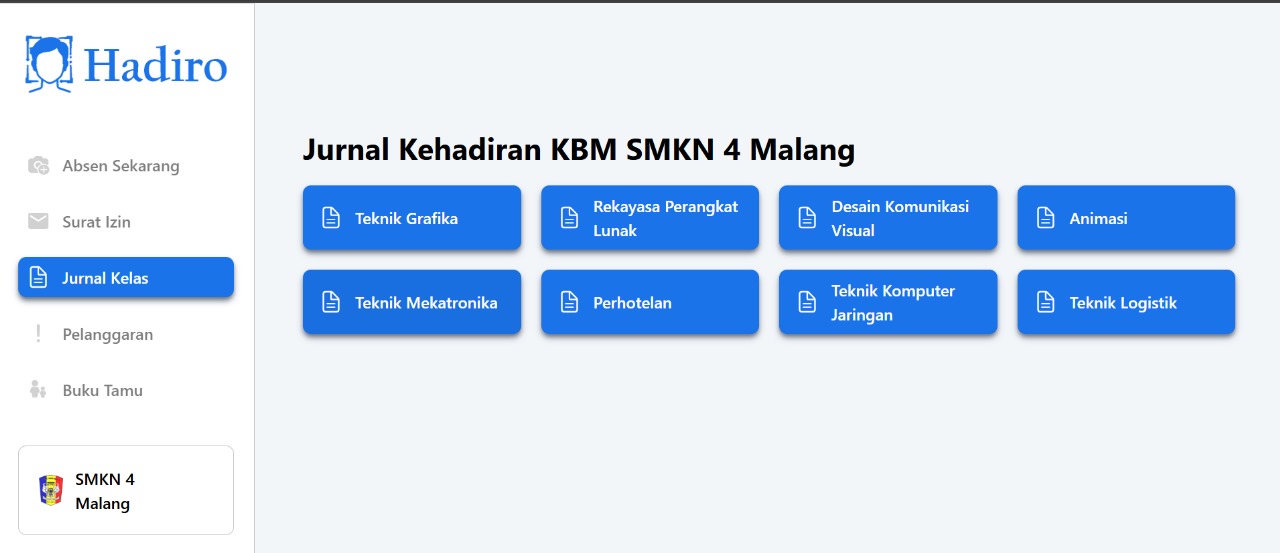 Hadiro
Absen Sekarang
Surat Izin
Jurnal Kelas
Pelanggaran
Buku Tamu
SMKN 4
Malang
Jurnal Kehadiran KBM SMKN 4 Malang
Teknik Grafika
Rekayasa Perangkat
Lunak
Desain Komunikasi
Visual
Animasi
Teknik Mekatronika
Perhotelan
Teknik Komputer
Jaringan
Teknik Logistik